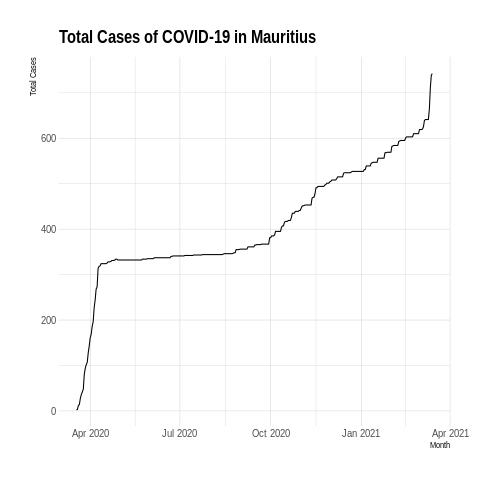 Total Cases of COVID-19 in Mauritius
Total Cases
600
400
200
0
Apr 2020 Jul 2020 Oct 2020 Jan 2021 Apr 2021
Month